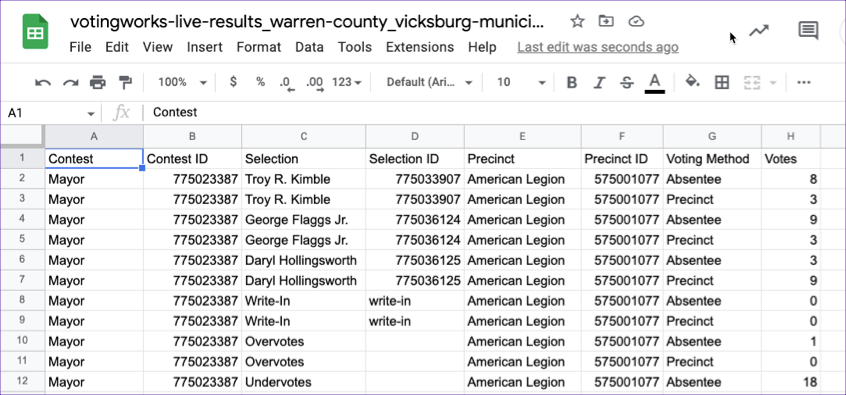 votingworks-live-results_warren-county_vicksburg-munici...
File Edit View Insert Format Data Tools Extensions Help Last edit was seconds ago
100% $ % .0 .00 123 Default (Ari... 10 B I S A ...
A1 fx Contest
A B C D E F G H
1 Contest Contest ID Selection Selection ID Precinct Precinct ID Voting Method Votes
2 Mayor 775023387 Troy R. Kimble 775033907 American Legion 575001077 Absentee 8
3 Mayor 775023387 Troy R. Kimble 775033907 American Legion 575001077 Precinct 3
4 Mayor 775023387 George Flaggs Jr. 775036124 American Legion 575001077 Absentee 9
5 Mayor 775023387 George Flaggs Jr. 775036124 American Legion 575001077 Precinct 3
6 Mayor 775023387 Daryl Hollingsworth 775036125 American Legion 575001077 Absentee 3
7 Mayor 775023387 Daryl Hollingsworth 775036125 American Legion 575001077 Precinct 9
8 Mayor 775023387 Write-In write-in American Legion 575001077 Absentee 0
9 Mayor 775023387 Write-In write-in American Legion 575001077 Precinct 0
10 Mayor 775023387 Overvotes American Legion 575001077 Absentee 1
11 Mayor 775023387 Overvotes American Legion 575001077 Precinct 0
12 Mayor 775023387 Undervotes American Legion 575001077 Absentee 18